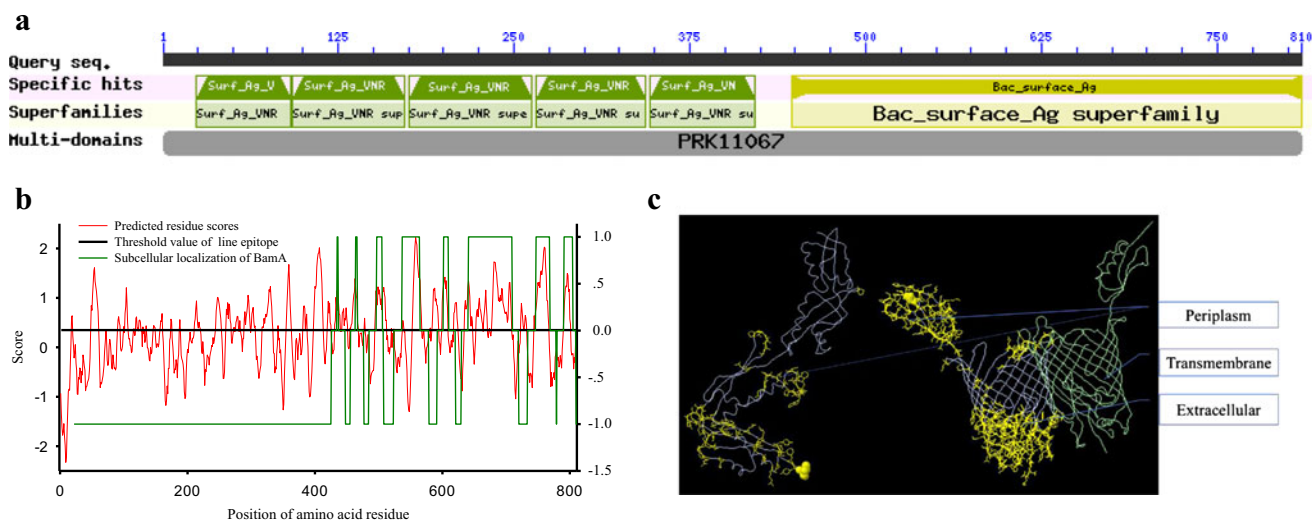 a
1 125 250 375 500 625 750 810
Query seq.
Specific hits Surf_Ag_V Surf_Ag_VNR Surf_Ag_VNR Surf_Ag_VNR Surf_Ag_VN Bac_surface_Ag
Superfamilies Surf_Ag_VNR Surf_Ag_VNR sup Surf_Ag_VNR supe Surf_Ag_VNR su Surf_Ag_VNR su Bac_surface_Ag superfamily
Multi-domains PRK11067
b
Predicted residue scores
Threshold value of line epitope
Subcellular localization of BamA
2 1.0
1 .5
0 0.0
-1 -.5
-2 -1.0
-1.5
Score
0 200 400 600 800
Position of amino acid residue
c
Periplasm
Transmembrane
Extracellular